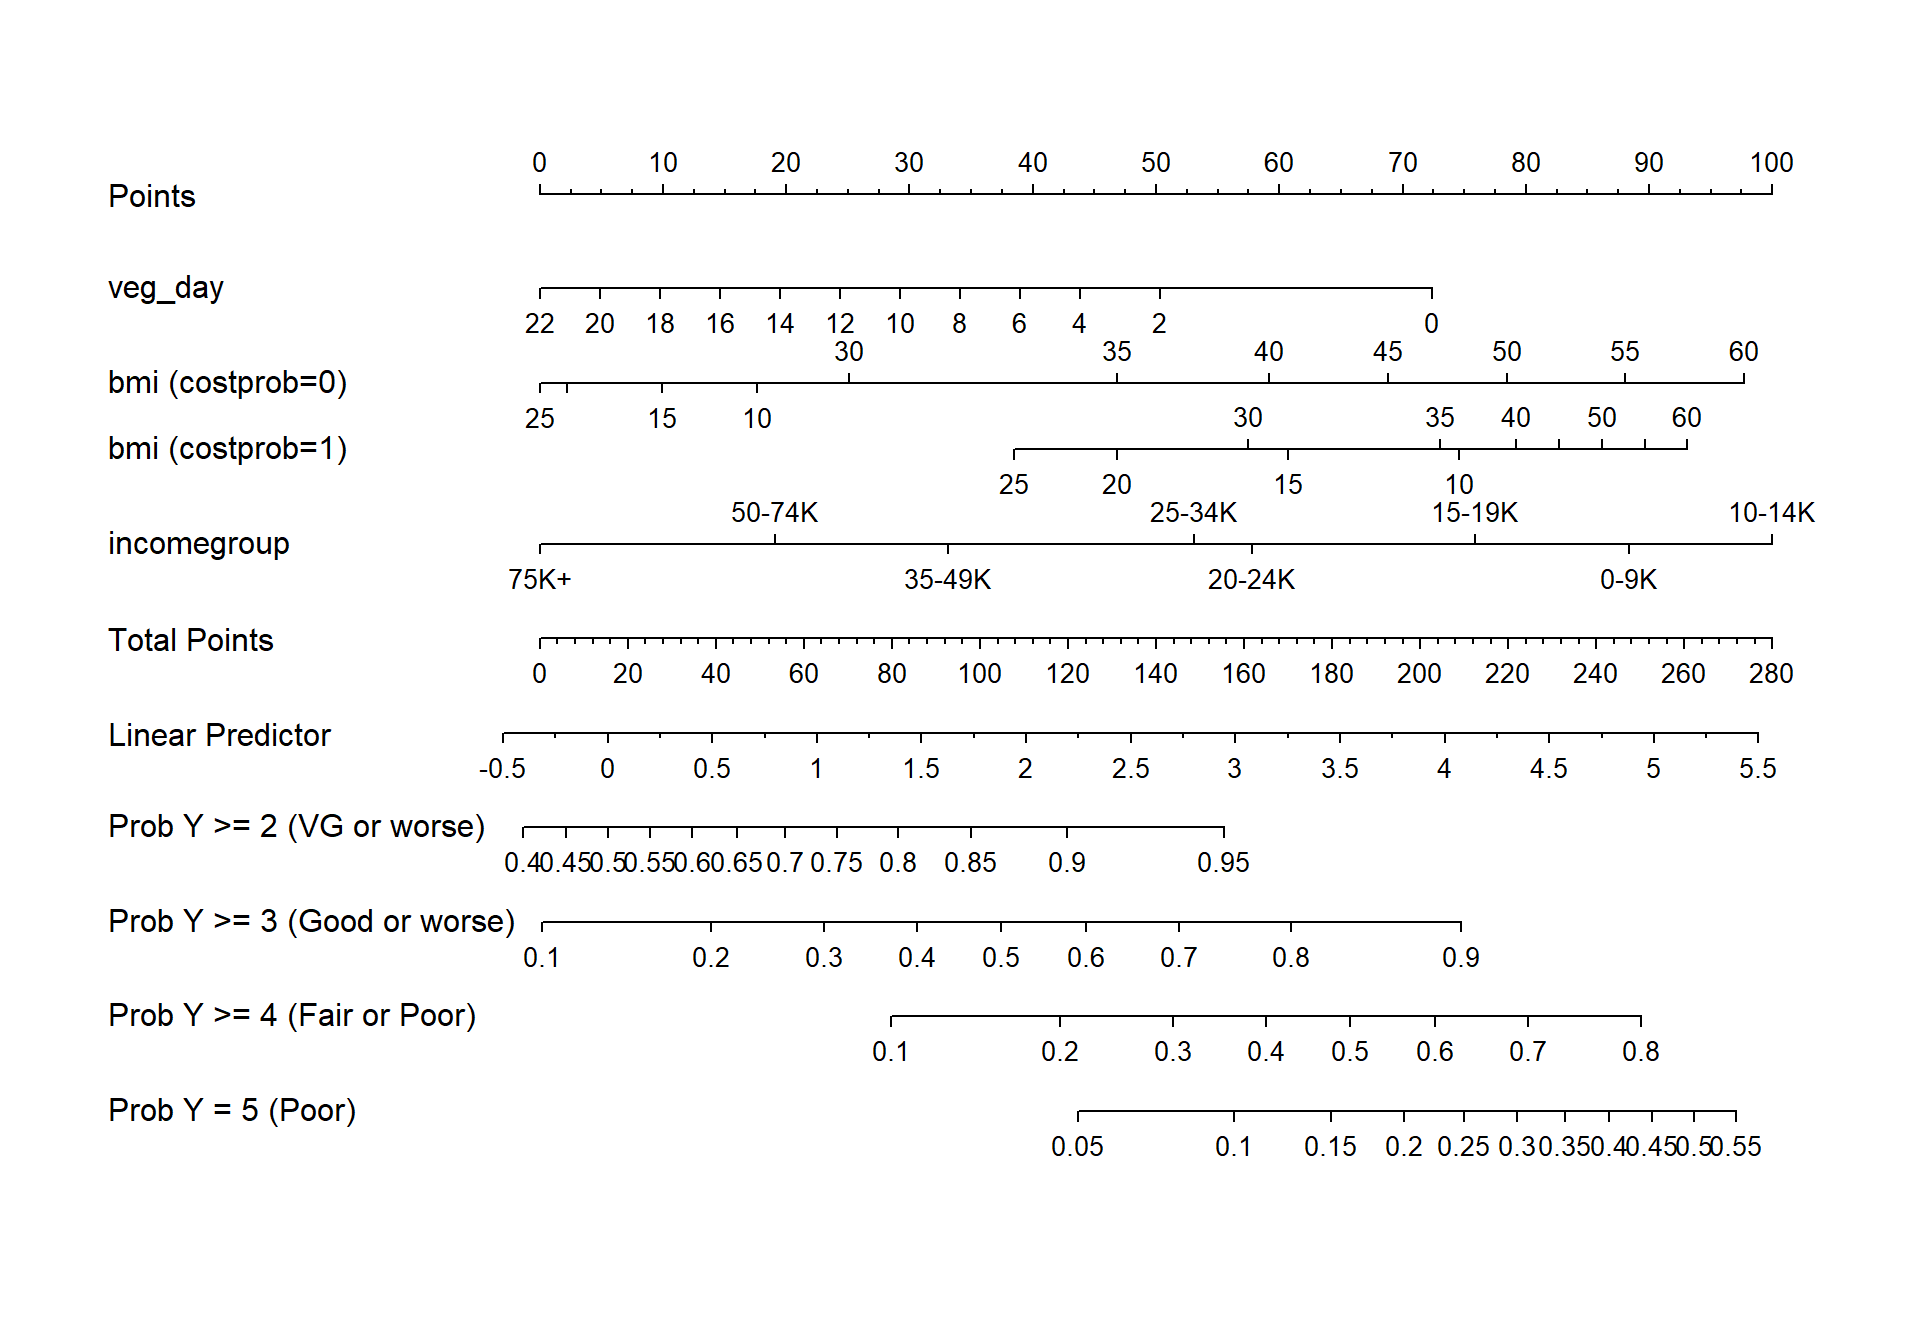 0 10 20 30 40 50 60 70 80 90 100
Points
veg_day
22 20 18 16 14 12 10 8 6 4 2 0
30 35 40 45 50 55 60
bmi (costprob=0)
25 15 10
30 35 40 50 60
bmi (costprob=1)
25 20 15 10
50-74K 25-34K 15-19K 10-14K
incomegroup
75K+ 35-49K 20-24K 0-9K
Total Points
0 20 40 60 80 100 120 140 160 180 200 220 240 260 280
Linear Predictor
-0.5 0 0.5 1 1.5 2 2.5 3 3.5 4 4.5 5 5.5
Prob Y >= 2 (VG or worse)
0.4 0.45 0.5 0.55 0.6 0.65 0.7 0.75 0.8 0.85 0.9 0.95
Prob Y >= 3 (Good or worse)
0.1 0.2 0.3 0.4 0.5 0.6 0.7 0.8 0.9
Prob Y >= 4 (Fair or Poor)
0.1 0.2 0.3 0.4 0.5 0.6 0.7 0.8
Prob Y = 5 (Poor)
0.05 0.1 0.15 0.2 0.25 0.3 0.35 0.4 0.45 0.5 0.55